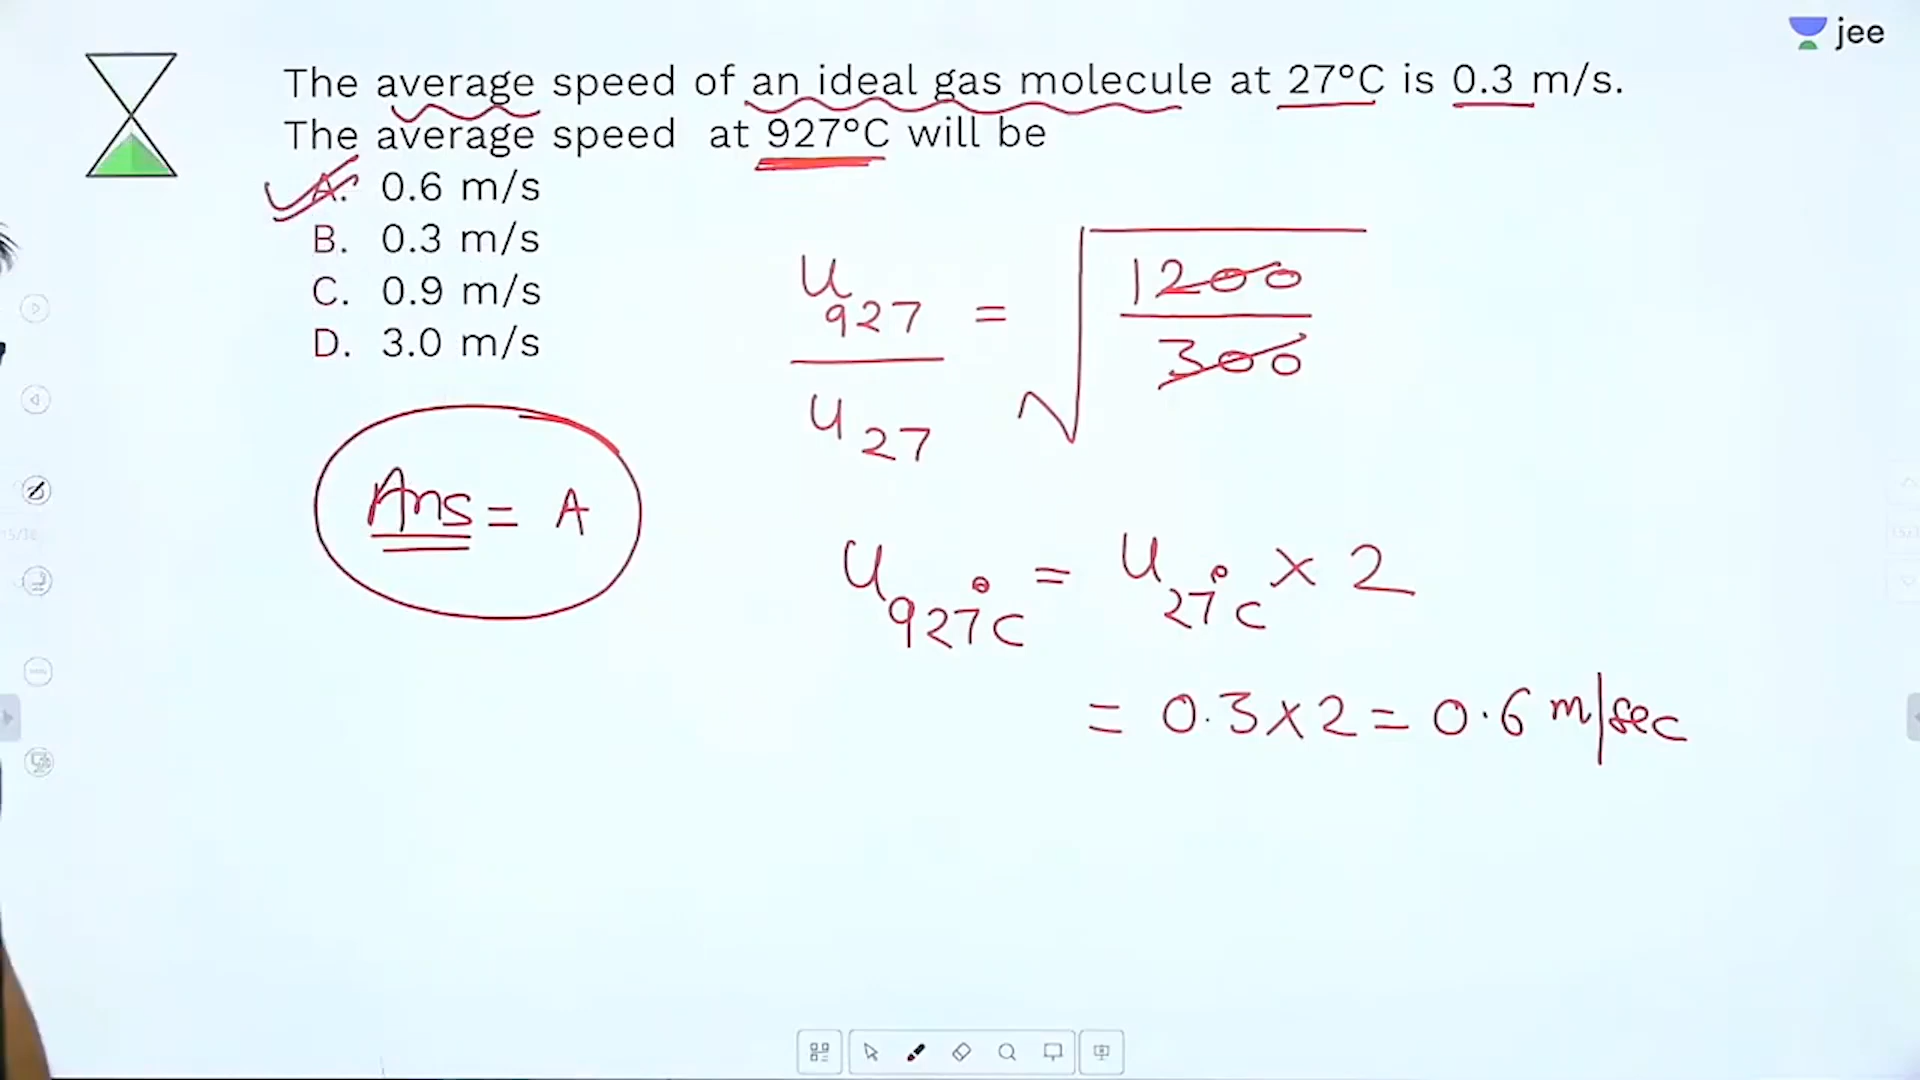 jee
The average speed of an ideal gas molecule at 27°C is 0.3 m/s.
The average speed at 927°C will be
A. 0.6 m/s
B. 0.3 m/s
C. 0.9 m/s
D. 3.0 m/s
u927 / u27 = √(1200 / 300)
Ans = A
u927°C = u27°C × 2
= 0.3 × 2 = 0.6 m/sec